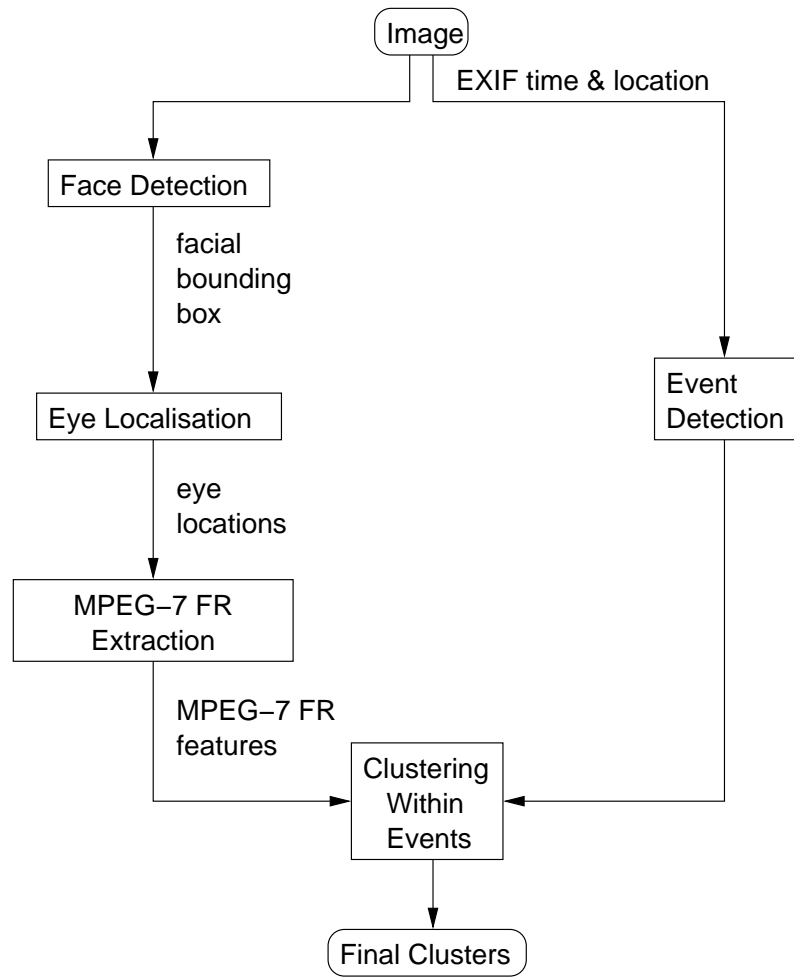 Image
EXIF time & location
Face Detection
facial
bounding
box
Eye Localisation
Event
Detection
eye
locations
MPEG−7 FR
Extraction
MPEG−7 FR
features
Clustering
Within
Events
Final Clusters